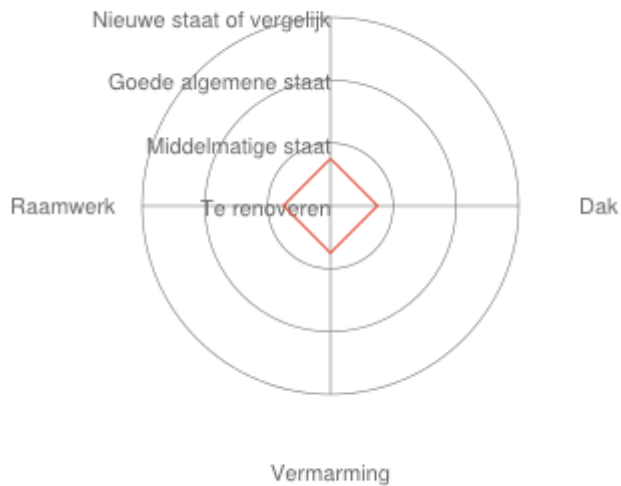 Nieuwe staat of vergelijk
Goede algemene staat
Middelmatige staat
Raamwerk
Te renoveren
Dak
Vermarming